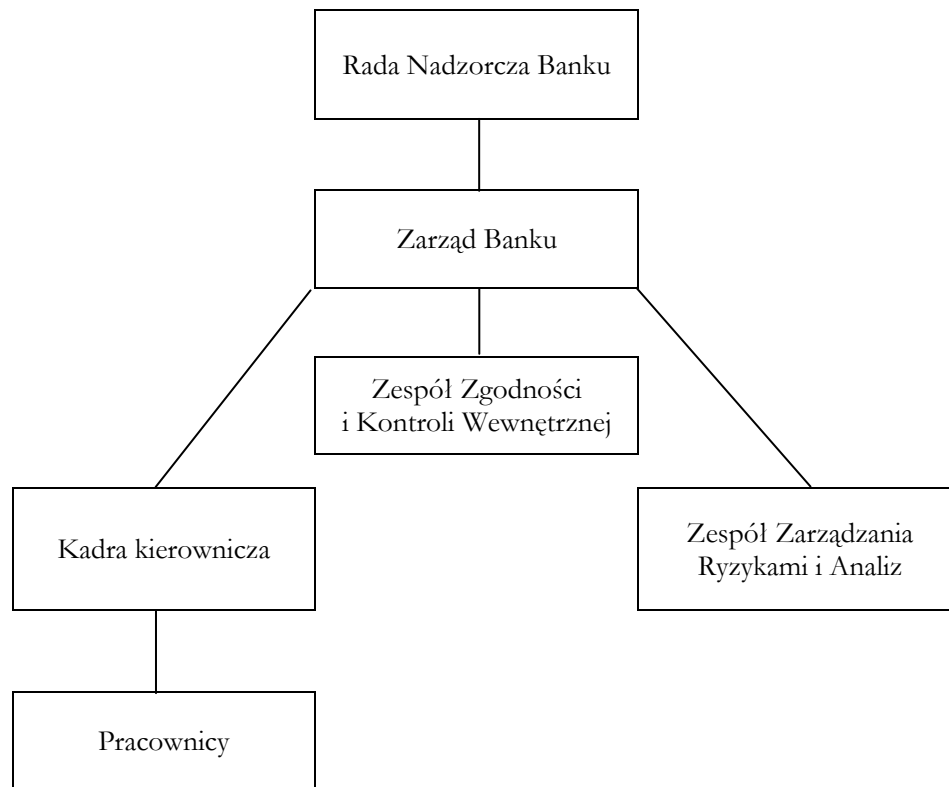 Rada Nadzorcza Banku
Zarząd Banku
Zespół Zgodności
i Kontroli Wewnętrznej
Kadra kierownicza
Zespół Zarządzania
Ryzykami i Analiz
Pracownicy